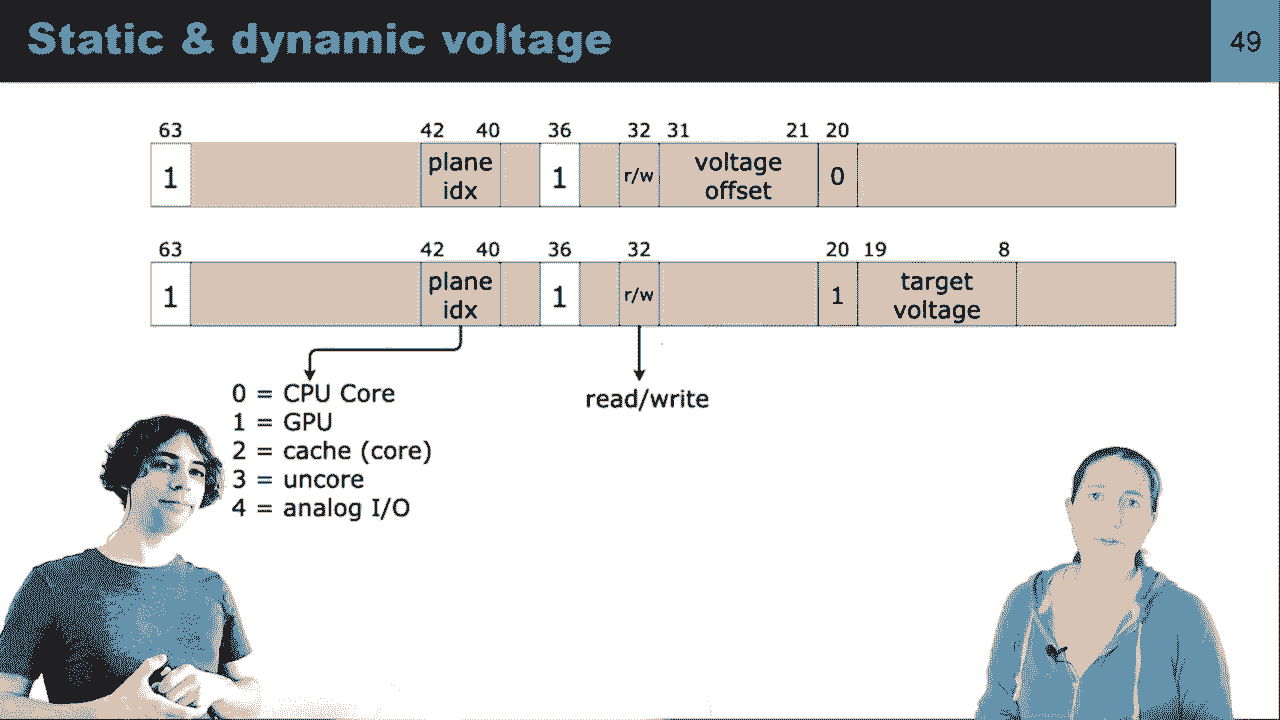 Static & dynamic voltage
49
63 42 40 36 32 31 21 20
1 plane idx 1 r/w voltage offset 0
63 42 40 36 32 20 19 8
1 plane idx 1 r/w 1 target voltage
0 = CPU Core
1 = GPU
2 = cache (core)
3 = uncore
4 = analog I/O
read/write